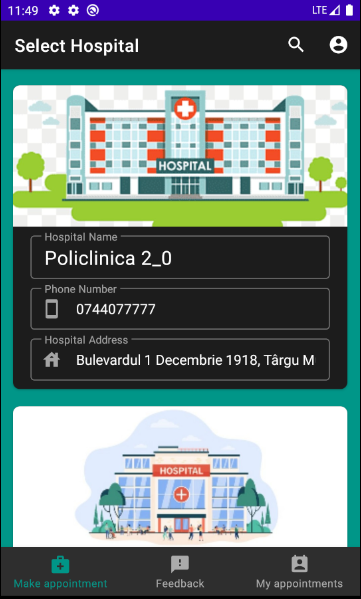 11:49
LTE
Select Hospital
HOSPITAL
Hospital Name
Policlinica 2_0
Phone Number
0744077777
Hospital Address
Bulevardul 1 Decembrie 1918, Târgu M
HOSPITAL
Make appointment
Feedback
My appointments